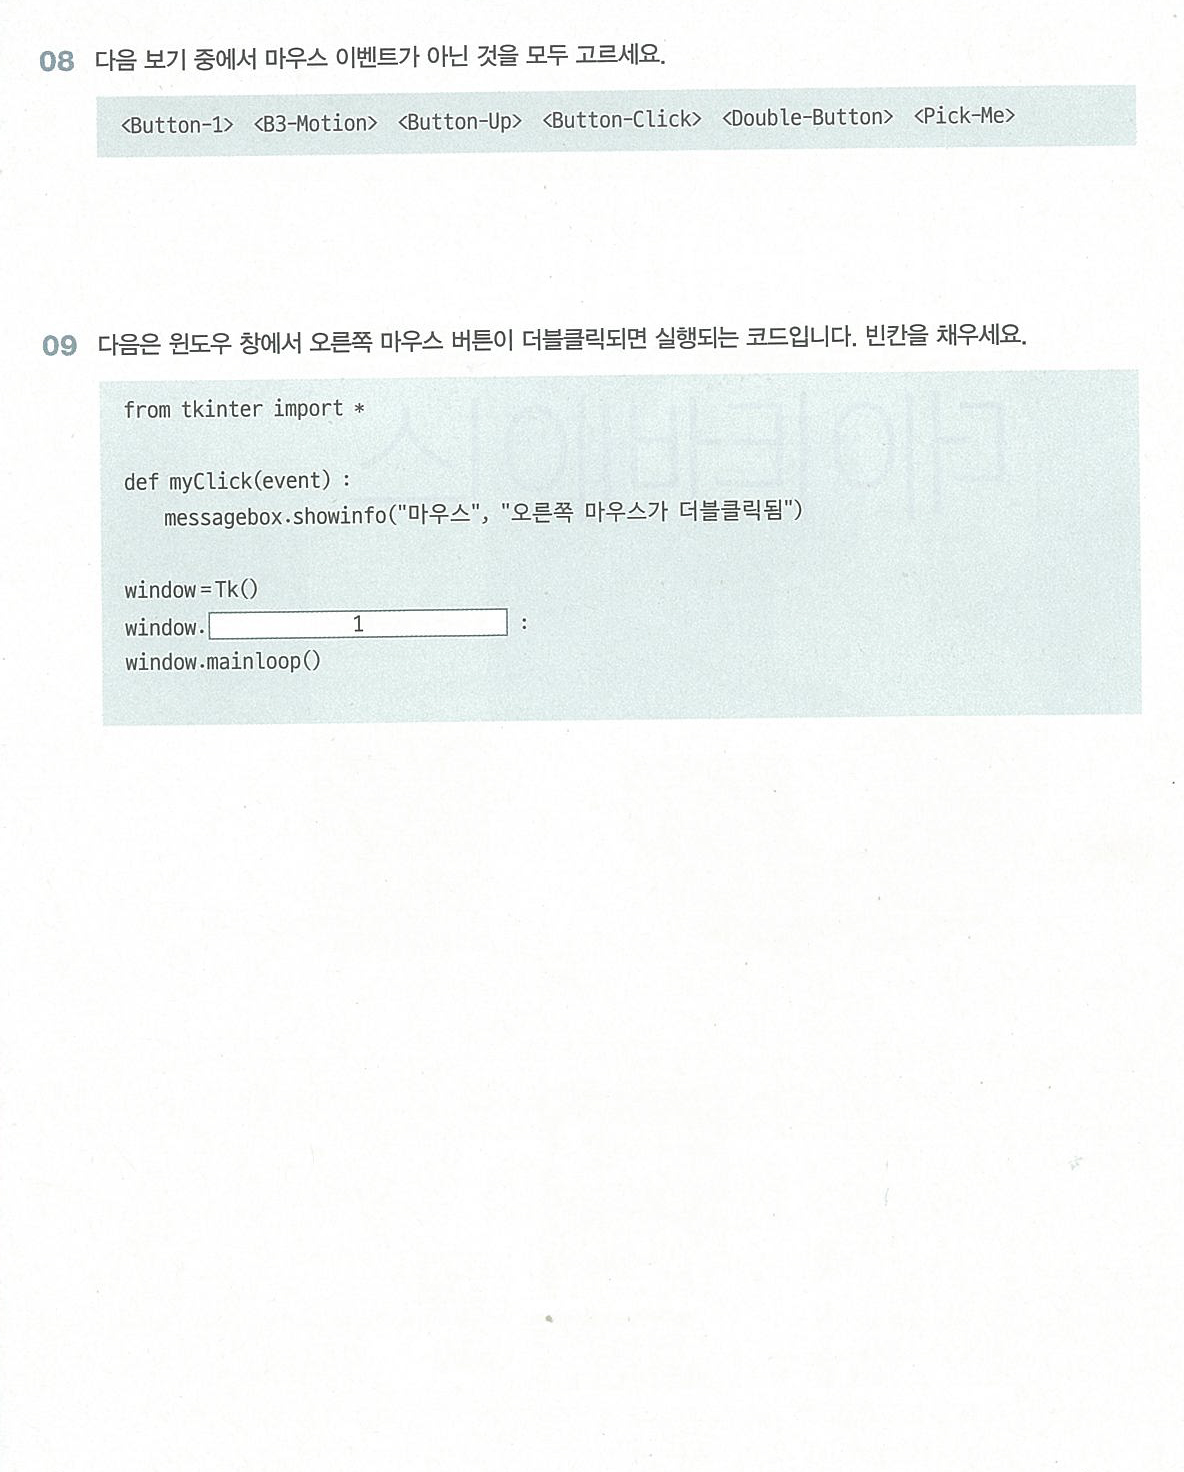 08 다음 보기 중에서 마우스 이벤트가 아닌 것을 모두 고르세요.
<Button-1> <B3-Motion> <Button-Up> <Button-Click> <Double-Button> <Pick-Me>
09 다음은 윈도우 창에서 오른쪽 마우스 버튼이 더블클릭되면 실행되는 코드입니다. 빈칸을 채우세요.
from tkinter import *
def myClick(event) :
messagebox.showinfo("마우스", "오른쪽 마우스가 더블클릭됨")
window=Tk()
window. 1 :
window.mainloop()